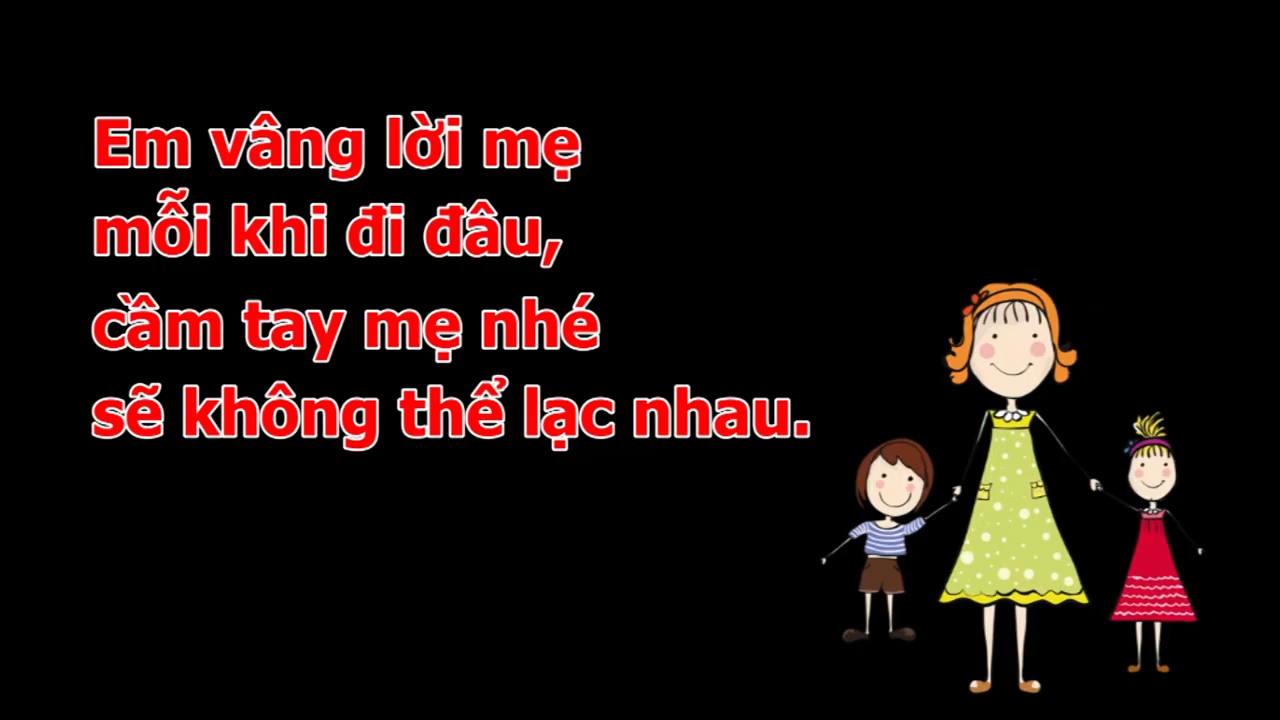 Em vâng lời mẹ
mỗi khi đi đâu,
cầm tay mẹ nhé
sẽ không thể lạc nhau.